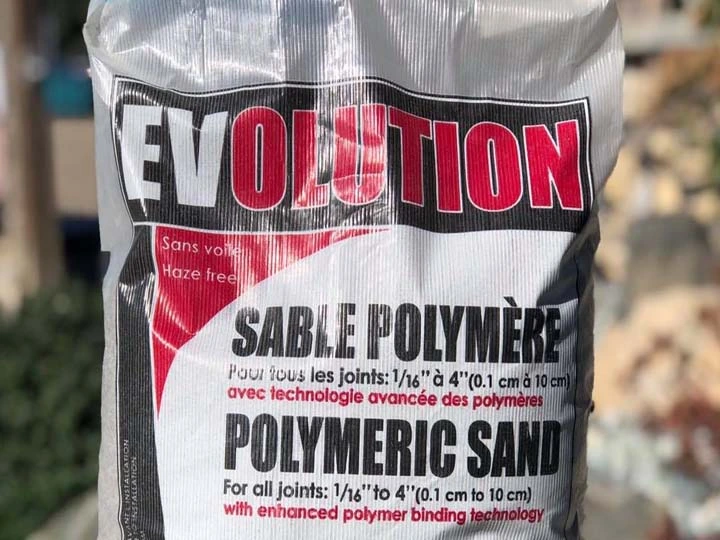 EVOLUTION
Sans voile
Haze free
SABLE POLYMÈRE
Pour tous les joints: 1/16" à 4" (0.1 cm à 10 cm)
avec technologie avancée des polymères
POLYMERIC SAND
For all joints: 1/16" to 4" (0.1 cm to 10 cm)
with enhanced polymer binding technology
INSTALLATION
INSTALLATION